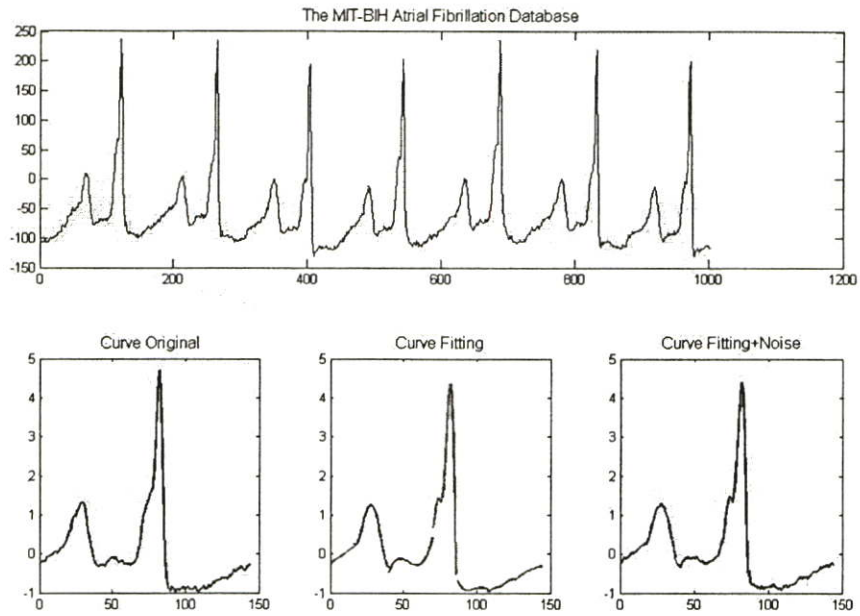 The MIT-BIH Atrial Fibrillation Database
250
200
150
100
50
0
-50
-100
-150
0 200 400 600 800 1000 1200
Curve Original Curve Fitting Curve Fitting+Noise
5 5 5
4 4 4
3 3 3
2 2 2
1 1 1
0 0 0
-1 -1 -1
0 50 100 150 0 50 100 150 0 50 100 150